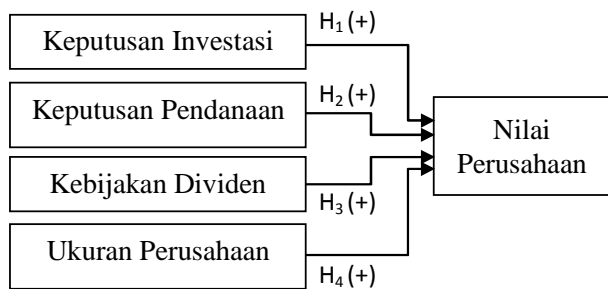 Keputusan Investasi
H₁ (+)
Keputusan Pendanaan
H₂ (+)
Kebijakan Dividen
H₃ (+)
Ukuran Perusahaan
H₄ (+)
Nilai
Perusahaan